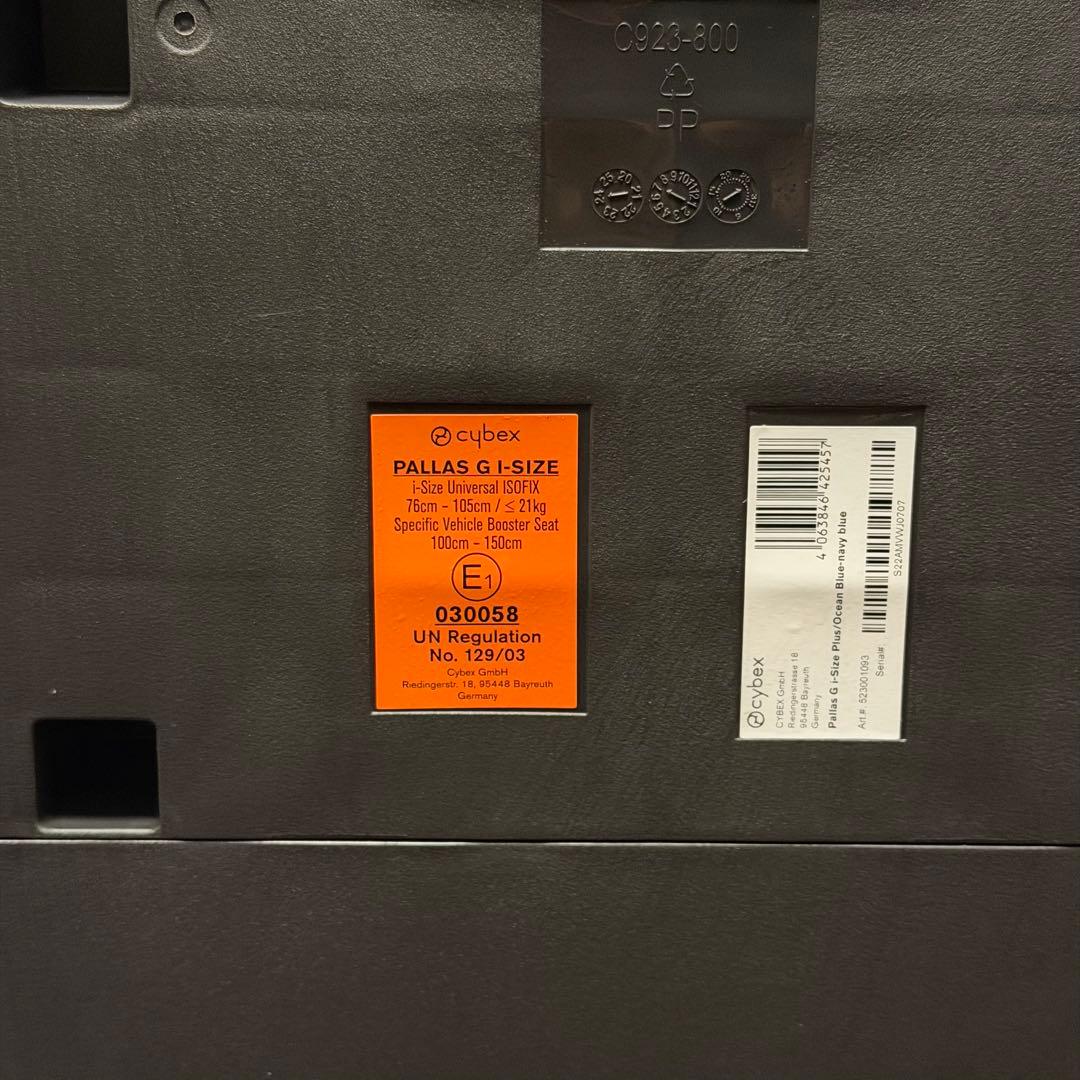 C923-800
PP
cybex
PALLAS G I-SIZE
i-Size Universal ISOFIX
76cm - 105cm / ≤ 21kg
Specific Vehicle Booster Seat
100cm - 150cm
E1
030058
UN Regulation
No. 129/03
Cybex GmbH
Riedingerstr. 18, 95448 Bayreuth
Germany
cybex
CYBEX GmbH
Riedingerstrasse 18
95448 Bayreuth
Germany
Pallas G i-Size Plus/Ocean Blue-navy blue
Art.#: 523001093
Serial#:
4 063846 425457
S22AMVWJ0707